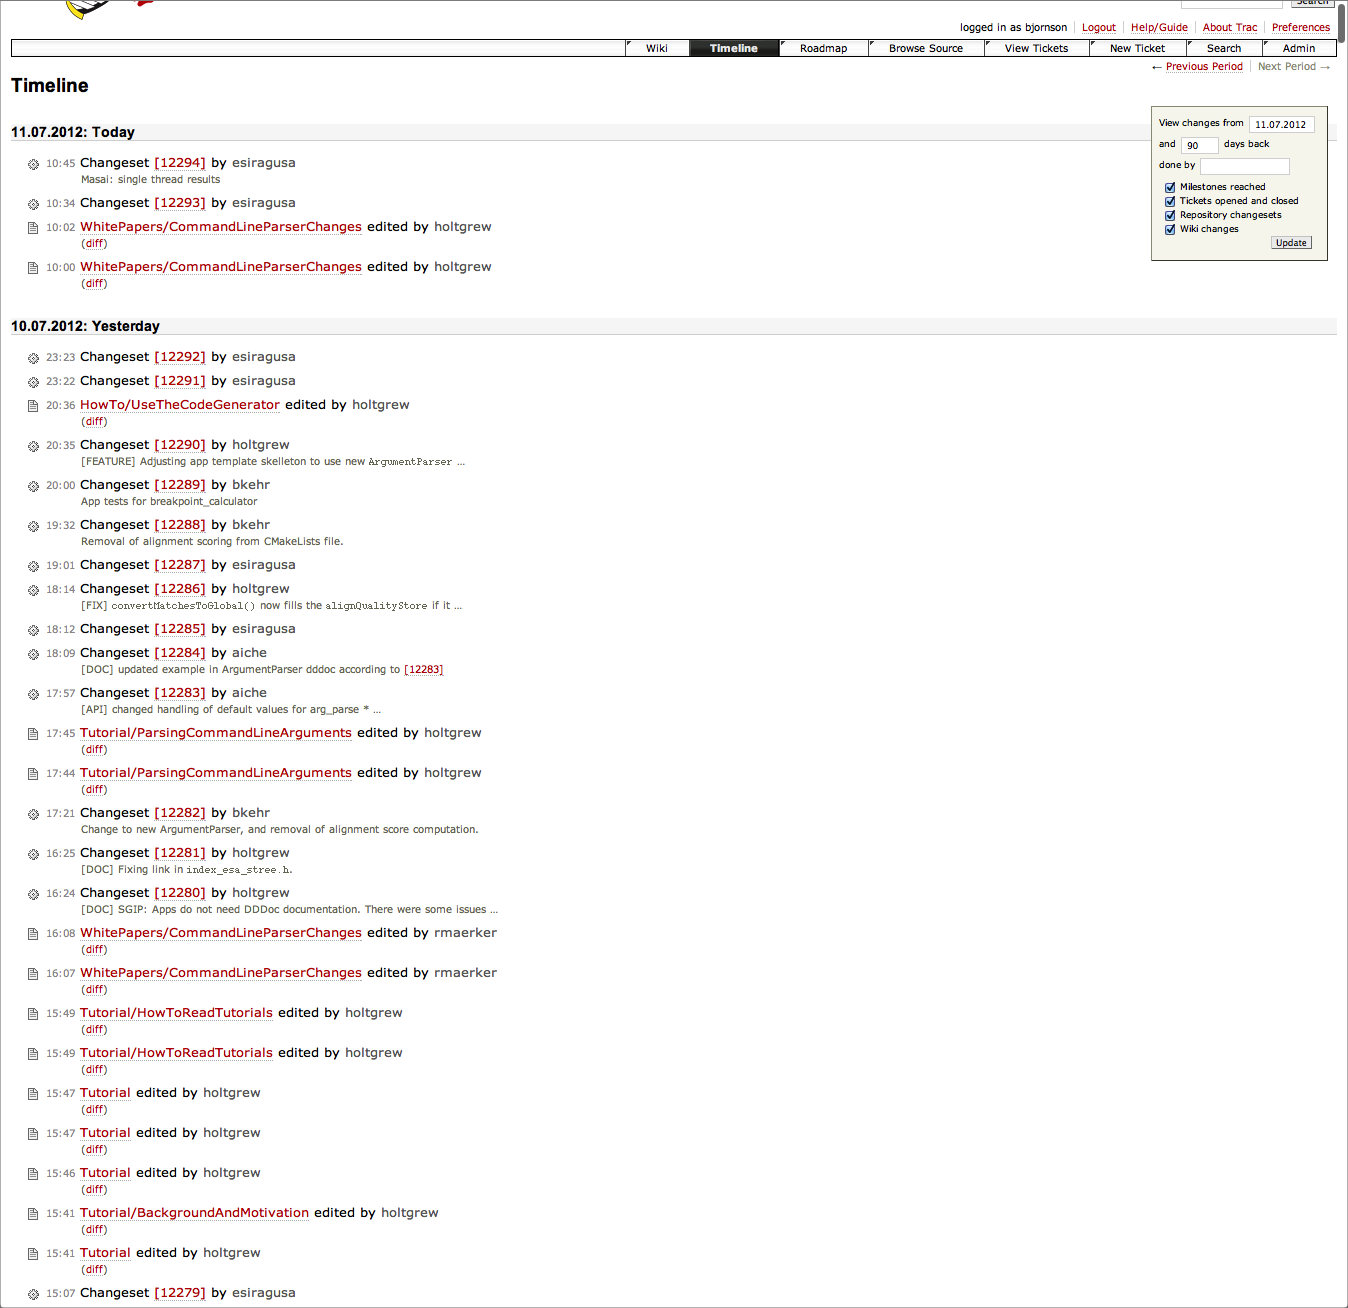 Search
logged in as bjornson Logout Help/Guide About Trac Preferences
Wiki Timeline Roadmap Browse Source View Tickets New Ticket Search Admin
← Previous Period Next Period →
Timeline
View changes from 11.07.2012
and 90 days back
done by
Milestones reached
Tickets opened and closed
Repository changesets
Wiki changes
Update
11.07.2012: Today
10:45 Changeset [12294] by esiragusa
Masai: single thread results
10:34 Changeset [12293] by esiragusa
10:02 WhitePapers/CommandLineParserChanges edited by holtgrew
(diff)
10:00 WhitePapers/CommandLineParserChanges edited by holtgrew
(diff)
10.07.2012: Yesterday
23:23 Changeset [12292] by esiragusa
23:22 Changeset [12291] by esiragusa
20:36 HowTo/UseTheCodeGenerator edited by holtgrew
(diff)
20:35 Changeset [12290] by holtgrew
[FEATURE] Adjusting app template skelleton to use new ArgumentParser ...
20:00 Changeset [12289] by bkehr
App tests for breakpoint_calculator
19:32 Changeset [12288] by bkehr
Removal of alignment scoring from CMakeLists file.
19:01 Changeset [12287] by esiragusa
18:14 Changeset [12286] by holtgrew
[FIX] convertMatchesToGlobal() now fills the alignQualityStore if it ...
18:12 Changeset [12285] by esiragusa
18:09 Changeset [12284] by aiche
[DOC] updated example in ArgumentParser dddoc according to [12283]
17:57 Changeset [12283] by aiche
[API] changed handling of default values for arg_parse * ...
17:45 Tutorial/ParsingCommandLineArguments edited by holtgrew
(diff)
17:44 Tutorial/ParsingCommandLineArguments edited by holtgrew
(diff)
17:21 Changeset [12282] by bkehr
Change to new ArgumentParser, and removal of alignment score computation.
16:25 Changeset [12281] by holtgrew
[DOC] Fixing link in index_esa_stree.h.
16:24 Changeset [12280] by holtgrew
[DOC] SGIP: Apps do not need DDDoc documentation. There were some issues ...
16:08 WhitePapers/CommandLineParserChanges edited by rmaerker
(diff)
16:07 WhitePapers/CommandLineParserChanges edited by rmaerker
(diff)
15:49 Tutorial/HowToReadTutorials edited by holtgrew
(diff)
15:49 Tutorial/HowToReadTutorials edited by holtgrew
(diff)
15:47 Tutorial edited by holtgrew
(diff)
15:47 Tutorial edited by holtgrew
(diff)
15:46 Tutorial edited by holtgrew
(diff)
15:41 Tutorial/BackgroundAndMotivation edited by holtgrew
(diff)
15:41 Tutorial edited by holtgrew
(diff)
15:07 Changeset [12279] by esiragusa